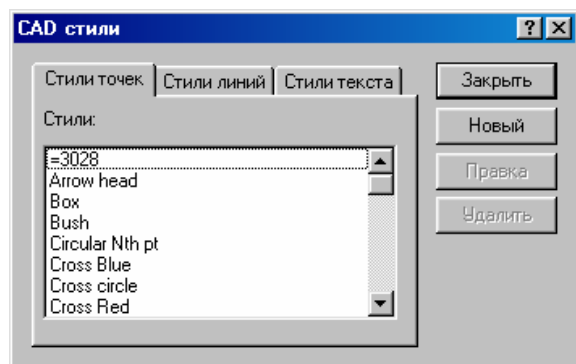 CAD стили
Стили точек Стили линий Стили текста
Стили:
=3028
Arrow head
Box
Bush
Circular Nth pt
Cross Blue
Cross circle
Cross Red
Закрыть
Новый
Правка
Удалить